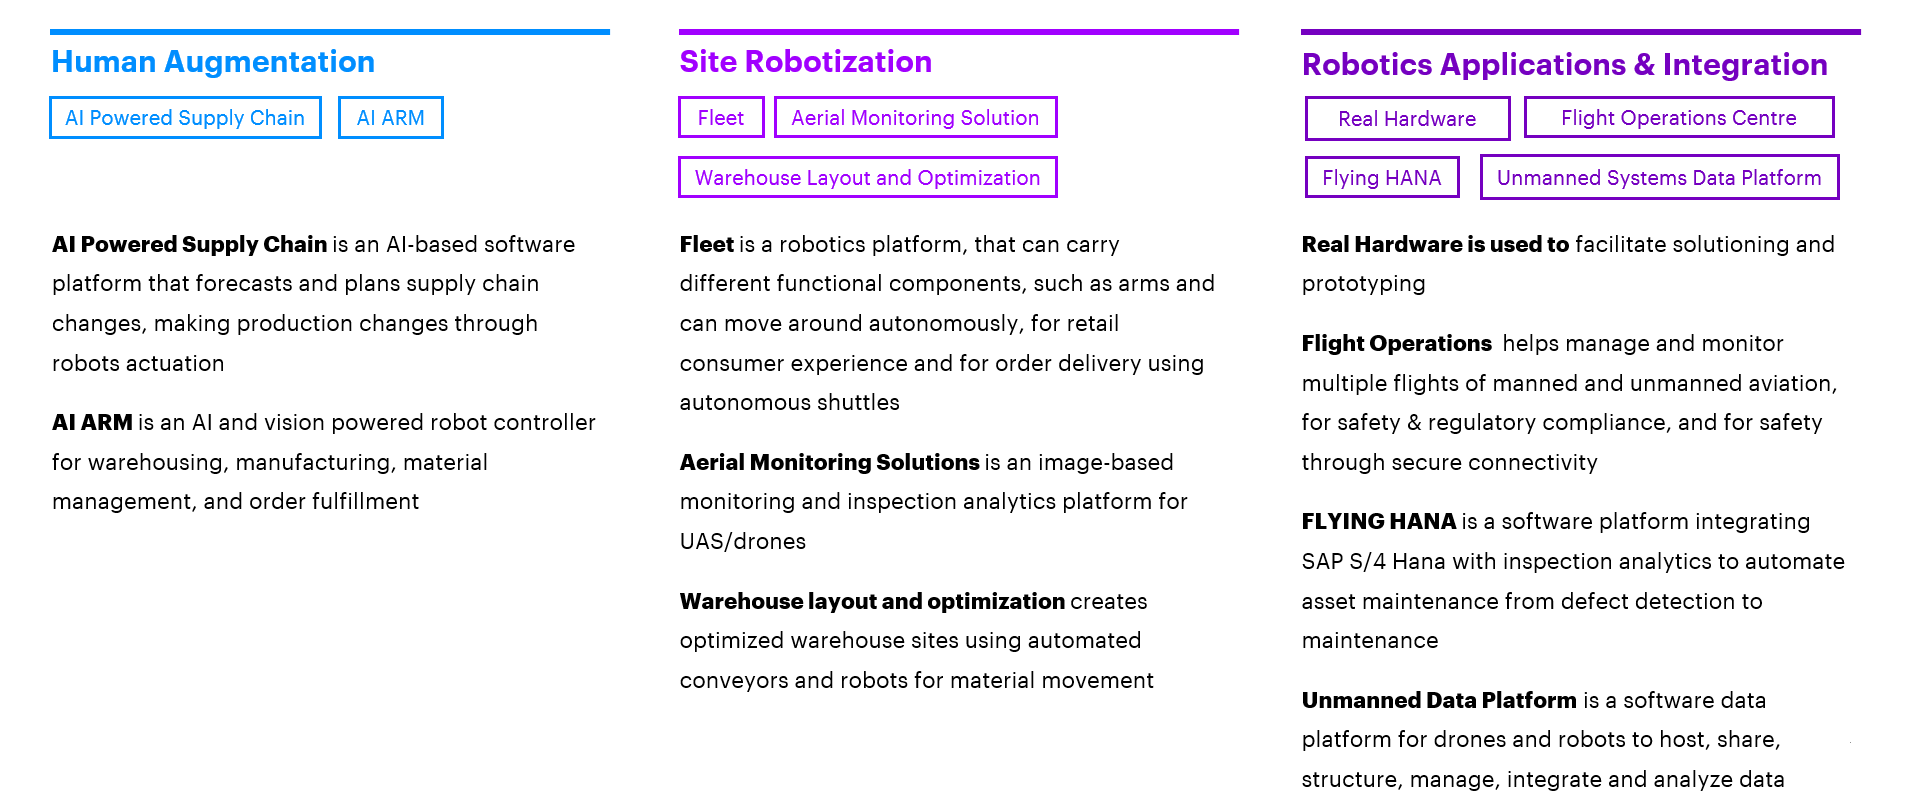 Human Augmentation
AI Powered Supply Chain
AI ARM
AI Powered Supply Chain is an AI-based software
platform that forecasts and plans supply chain
changes, making production changes through
robots actuation
AI ARM is an AI and vision powered robot controller
for warehousing, manufacturing, material
management, and order fulfillment
Site Robotization
Fleet
Aerial Monitoring Solution
Warehouse Layout and Optimization
Fleet is a robotics platform, that can carry
different functional components, such as arms and
can move around autonomously, for retail
consumer experience and for order delivery using
autonomous shuttles
Aerial Monitoring Solutions is an image-based
monitoring and inspection analytics platform for
UAS/drones
Warehouse layout and optimization creates
optimized warehouse sites using automated
conveyors and robots for material movement
Robotics Applications & Integration
Real Hardware
Flight Operations Centre
Flying HANA
Unmanned Systems Data Platform
Real Hardware is used to facilitate solutioning and
prototyping
Flight Operations helps manage and monitor
multiple flights of manned and unmanned aviation,
for safety & regulatory compliance, and for safety
through secure connectivity
FLYING HANA is a software platform integrating
SAP S/4 Hana with inspection analytics to automate
asset maintenance from defect detection to
maintenance
Unmanned Data Platform is a software data
platform for drones and robots to host, share,
structure, manage, integrate and analyze data